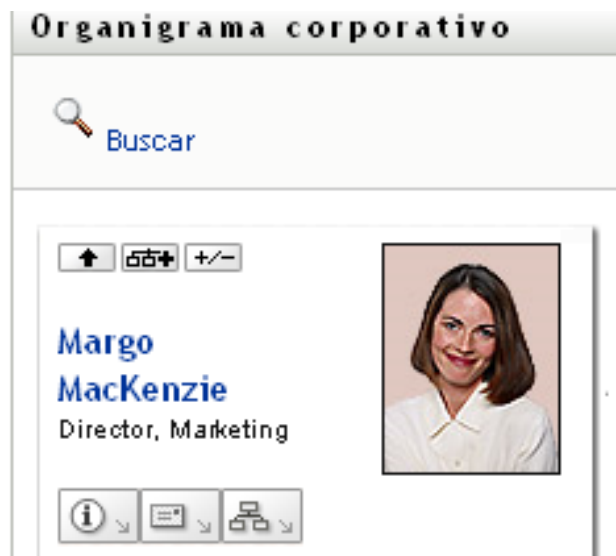 Organigrama corporativo
Buscar
+/-
Margo
MacKenzie
Director, Marketing